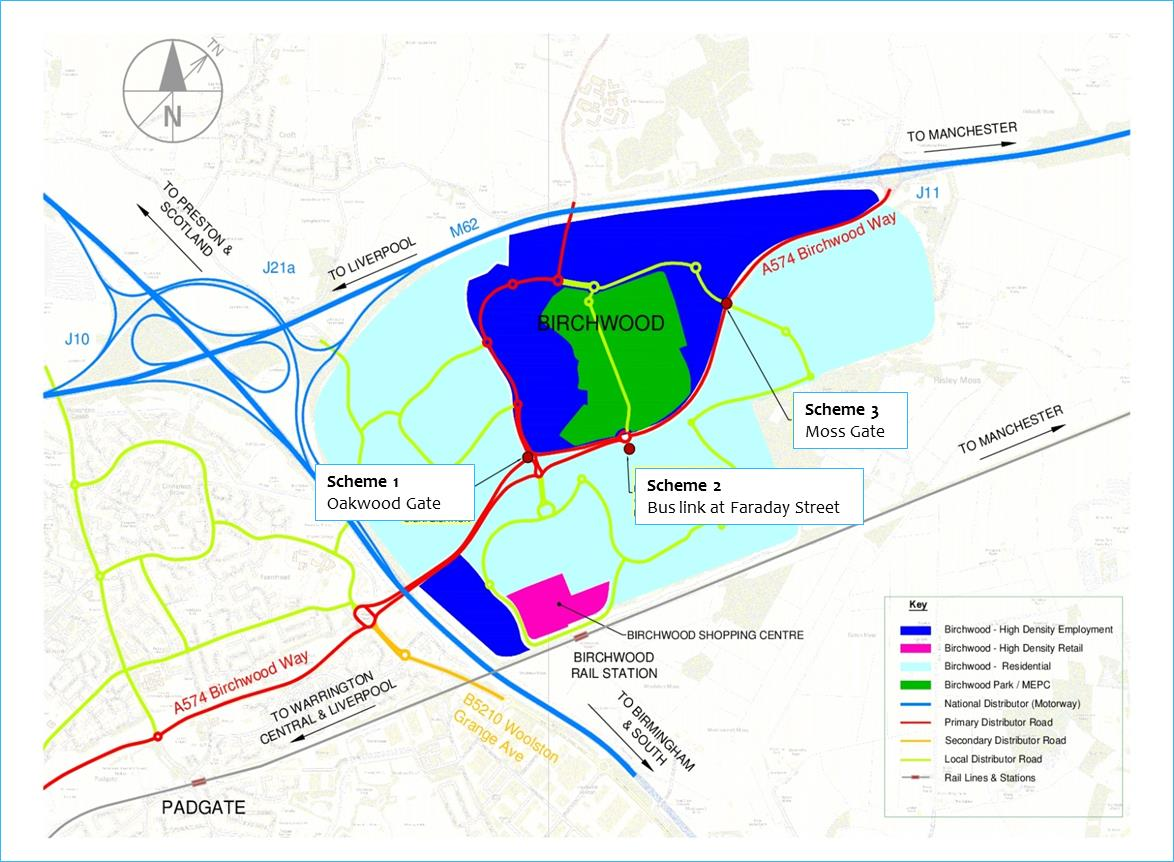 TN
N
Croft
TO MANCHESTER
J11
TO PRESTON &
SCOTLAND
M62
TO LIVERPOOL
J21a
A574 Birchwood Way
J10
BIRCHWOOD
Risley Moss
Scheme 3
Moss Gate
TO MANCHESTER
Scheme 1
Oakwood Gate
Scheme 2
Bus link at Faraday Street
BIRCHWOOD SHOPPING CENTRE
BIRCHWOOD
RAIL STATION
A574 Birchwood Way
TO WARRINGTON
CENTRAL & LIVERPOOL
B5210 Woolston
Grange Ave
TO BIRMINGHAM
& SOUTH
PADGATE
Key
Birchwood - High Density Employment
Birchwood - High Density Retail
Birchwood - Residential
Birchwood Park / MEPC
National Distributor (Motorway)
Primary Distributor Road
Secondary Distributor Road
Local Distributor Road
Rail Lines & Stations